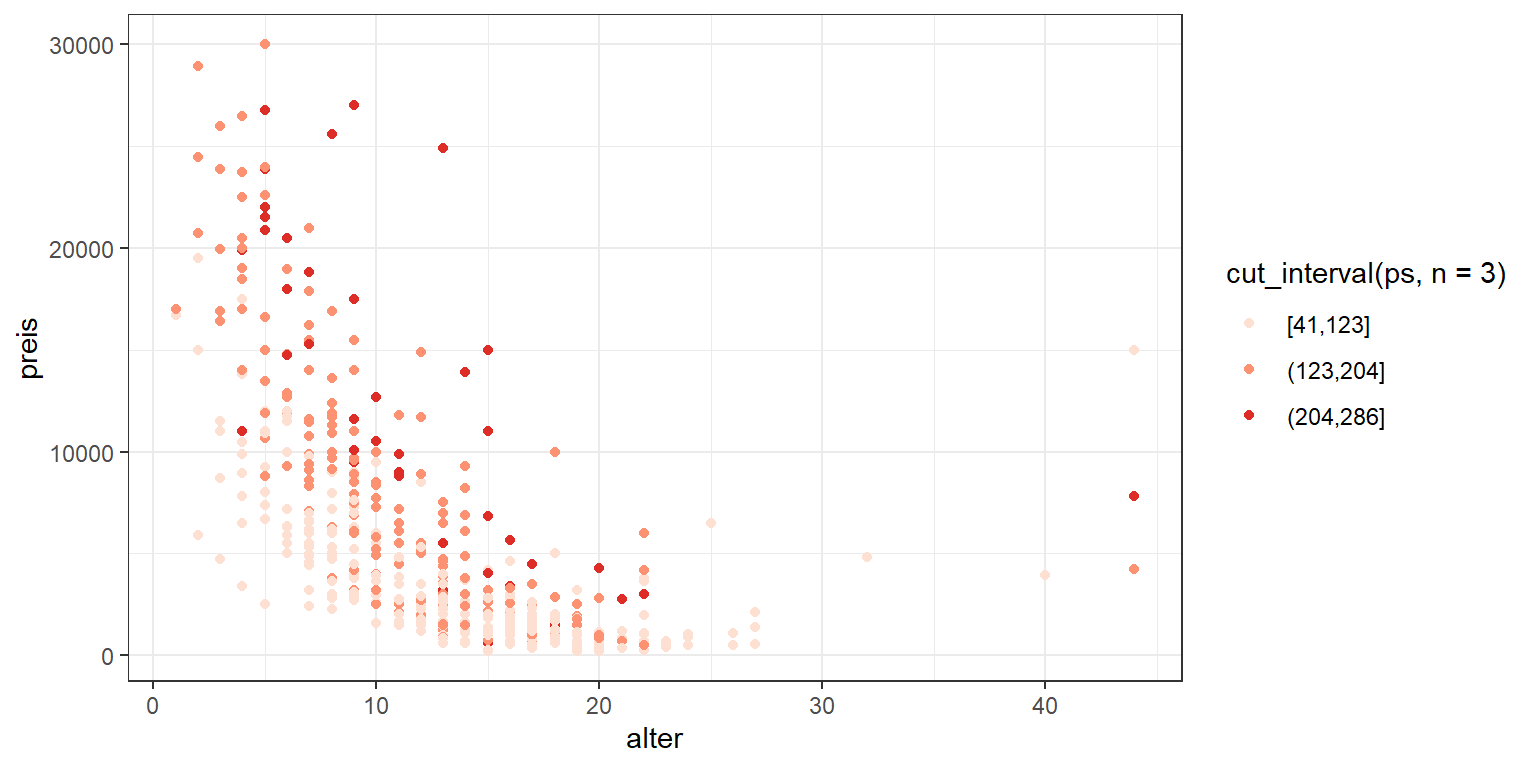 30000
20000
10000
0
preis
0 10 20 30 40
alter
cut_interval(ps, n = 3)
[41,123]
(123,204]
(204,286]